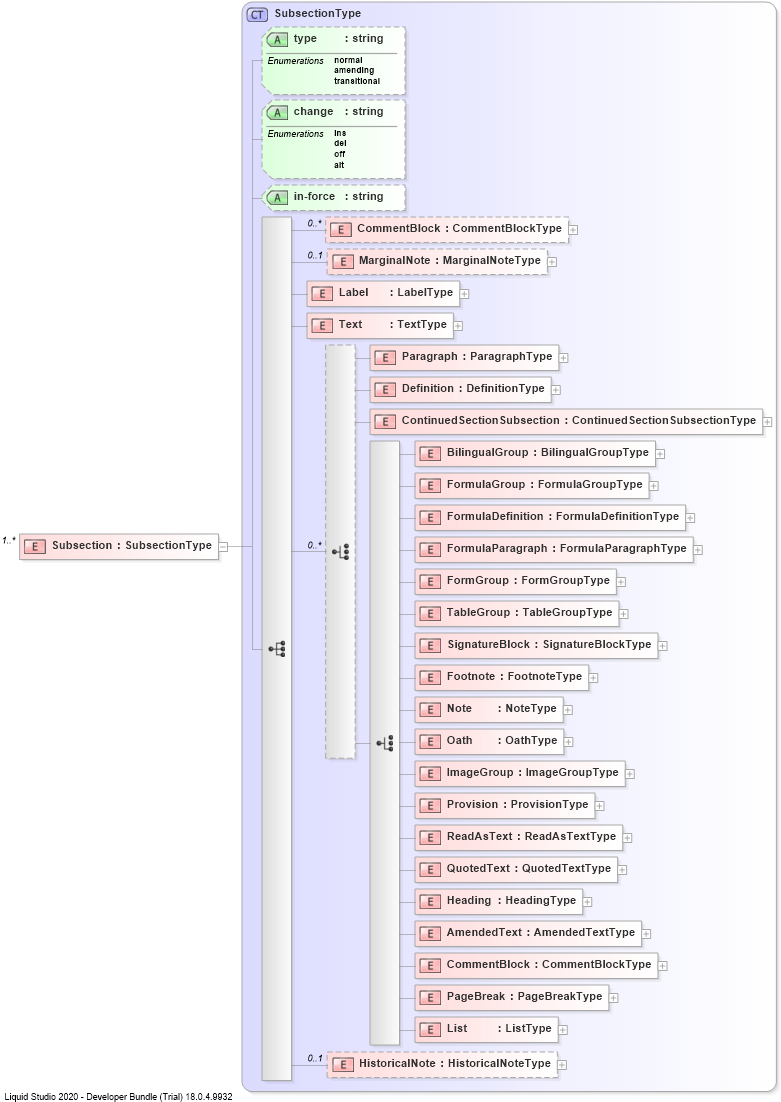 CT SubsectionType
A type : string
Enumerations normal
amending
transitional
A change : string
Enumerations ins
del
off
alt
A in-force : string
0..* E CommentBlock : CommentBlockType
0..1 E MarginalNote : MarginalNoteType
E Label : LabelType
E Text : TextType
E Paragraph : ParagraphType
E Definition : DefinitionType
E ContinuedSectionSubsection : ContinuedSectionSubsectionType
E BilingualGroup : BilingualGroupType
E FormulaGroup : FormulaGroupType
E FormulaDefinition : FormulaDefinitionType
1..* E Subsection : SubsectionType
0..*
E FormulaParagraph : FormulaParagraphType
E FormGroup : FormGroupType
E TableGroup : TableGroupType
E SignatureBlock : SignatureBlockType
E Footnote : FootnoteType
E Note : NoteType
E Oath : OathType
E ImageGroup : ImageGroupType
E Provision : ProvisionType
E ReadAsText : ReadAsTextType
E QuotedText : QuotedTextType
E Heading : HeadingType
E AmendedText : AmendedTextType
E CommentBlock : CommentBlockType
E PageBreak : PageBreakType
E List : ListType
0..1 E HistoricalNote : HistoricalNoteType
Liquid Studio 2020 - Developer Bundle (Trial) 18.0.4.9932